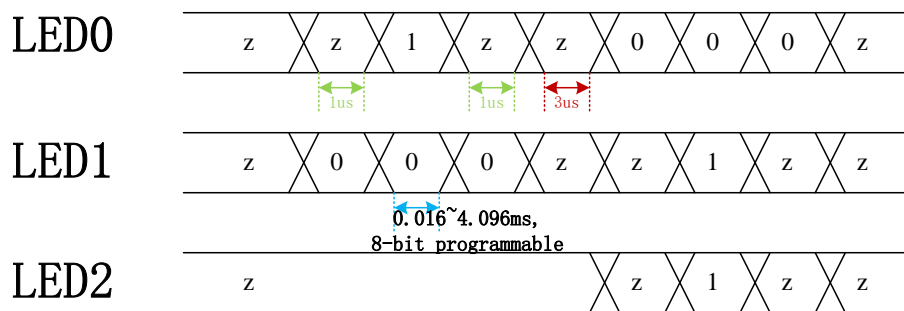 LED0 z z 1 z z 0 0 0 z
1us 1us 3us
LED1 z 0 0 0 z z 1 z z
0.016~4.096ms,
8-bit programmable
LED2 z z 1 z z